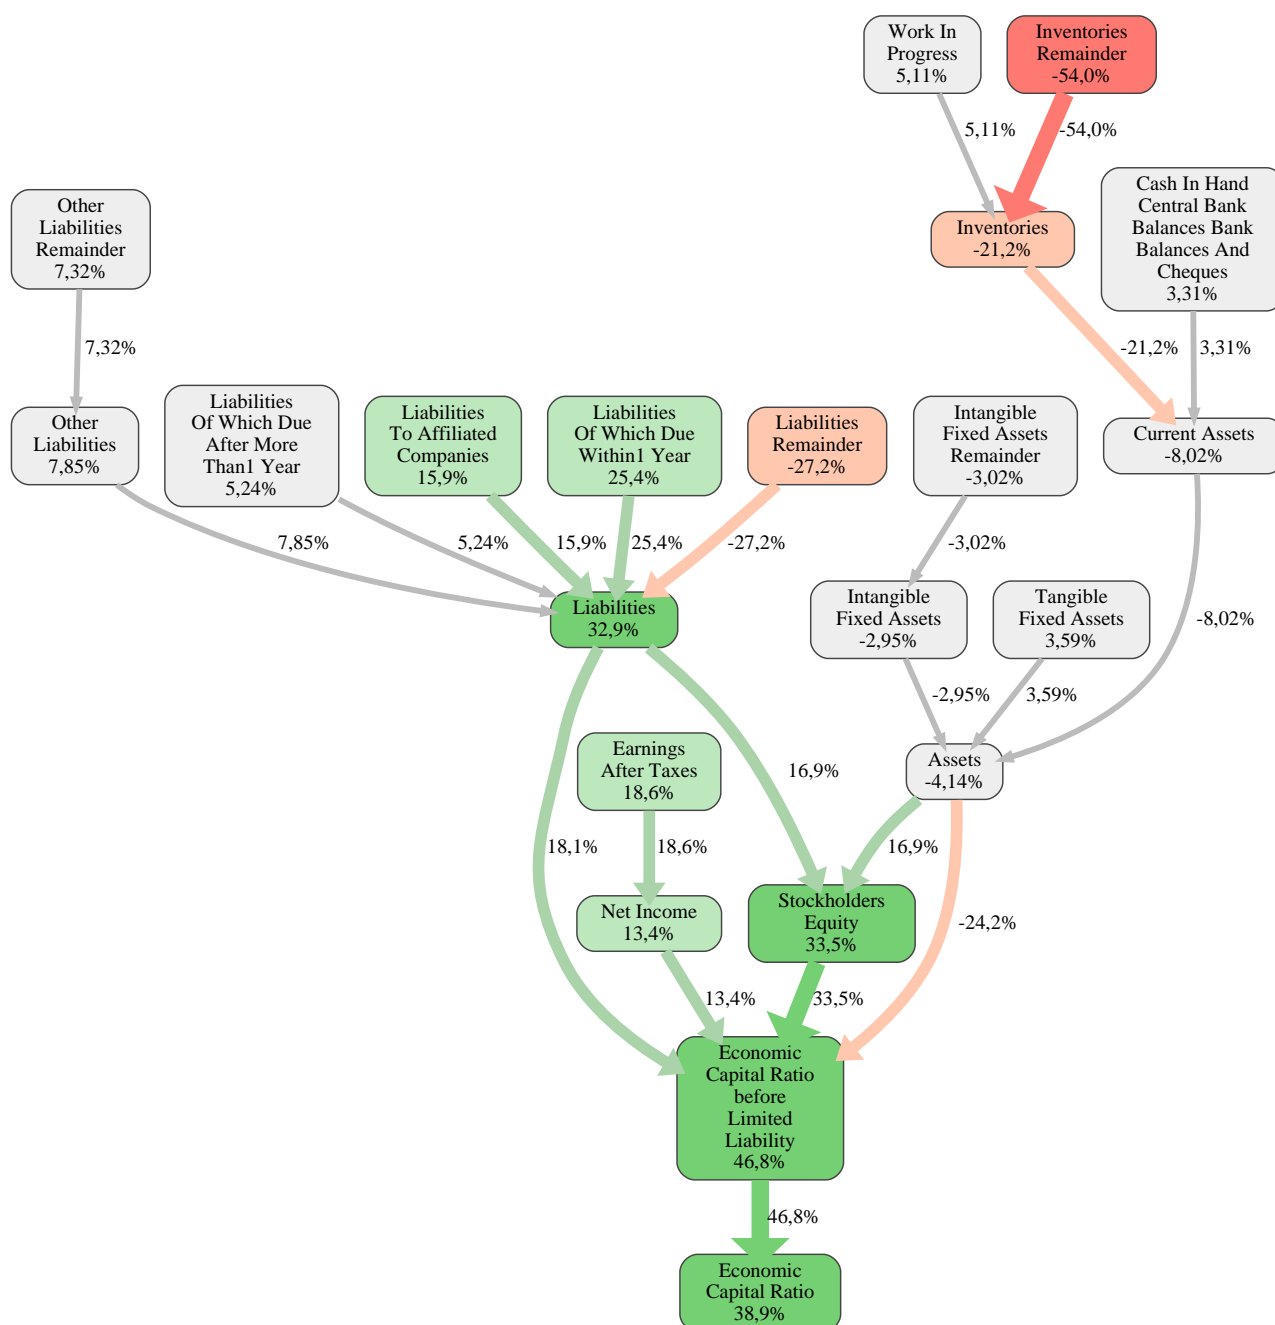 Work In
Progress
5,11%
Inventories
Remainder
-54,0%
5,11%
-54,0%
Other
Liabilities
Remainder
7,32%
Inventories
-21,2%
Cash In Hand
Central Bank
Balances Bank
Balances And
Cheques
3,31%
7,32%
-21,2%
3,31%
Other
Liabilities
7,85%
Liabilities
Of Which Due
After More
Than1 Year
5,24%
Liabilities
To Affiliated
Companies
15,9%
Liabilities
Of Which Due
Within1 Year
25,4%
Liabilities
Remainder
-27,2%
Intangible
Fixed Assets
Remainder
-3,02%
Current Assets
-8,02%
7,85%
5,24%
15,9%
25,4%
-27,2%
-3,02%
Liabilities
32,9%
Intangible
Fixed Assets
-2,95%
Tangible
Fixed Assets
3,59%
-8,02%
-2,95%
3,59%
Earnings
After Taxes
18,6%
16,9%
Assets
-4,14%
18,1%
18,6%
16,9%
Net Income
13,4%
Stockholders
Equity
33,5%
-24,2%
13,4%
33,5%
Economic
Capital Ratio
before
Limited
Liability
46,8%
46,8%
Economic
Capital Ratio
38,9%